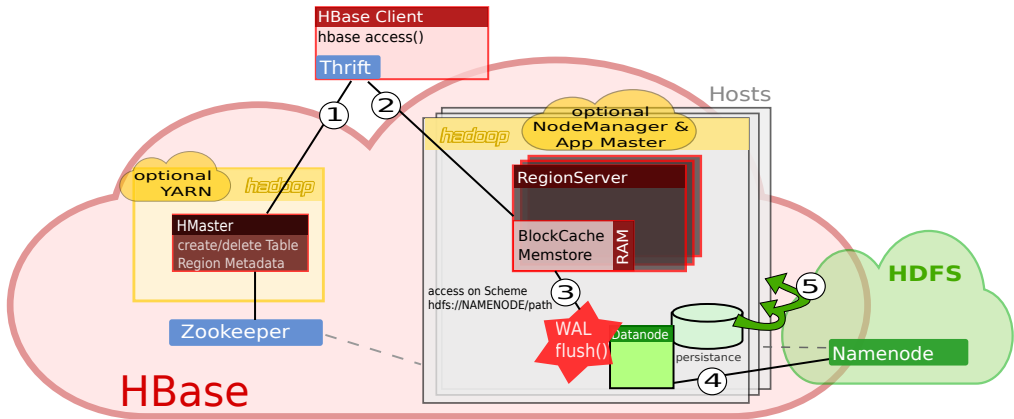 HBase Client
hbase access()
Thrift
1
2
Hosts
optional
NodeManager &
App Master
hadoop
optional
YARN
hadoop
RegionServer
HMaster
create/delete Table
Region Metadata
BlockCache
Memstore
RAM
access on Scheme
hdfs://NAMENODE/path
3
5
HDFS
Zookeeper
WAL
flush()
Datanode
persistance
Namenode
4
HBase